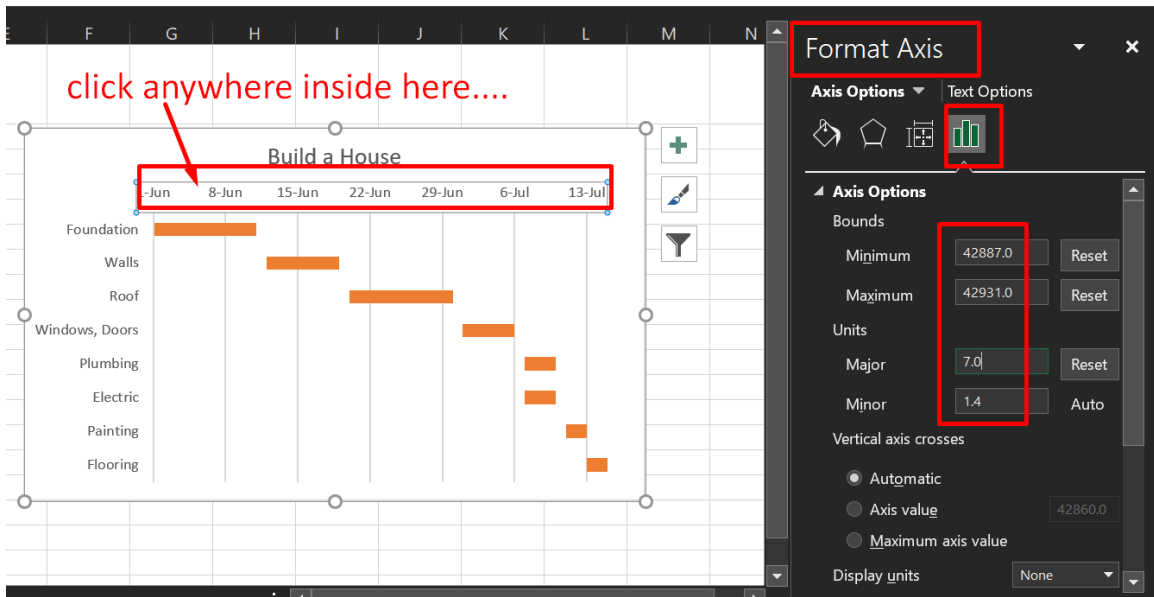 E F G H I J K L M N
click anywhere inside here....
Build a House
-Jun 8-Jun 15-Jun 22-Jun 29-Jun 6-Jul 13-Jul
Foundation
Walls
Roof
Windows, Doors
Plumbing
Electric
Painting
Flooring
Format Axis
Axis Options Text Options
Axis Options
Bounds
Minimum 42887.0 Reset
Maximum 42931.0 Reset
Units
Major 7.0 Reset
Minor 1.4 Auto
Vertical axis crosses
Automatic
Axis value 42860.0
Maximum axis value
Display units None